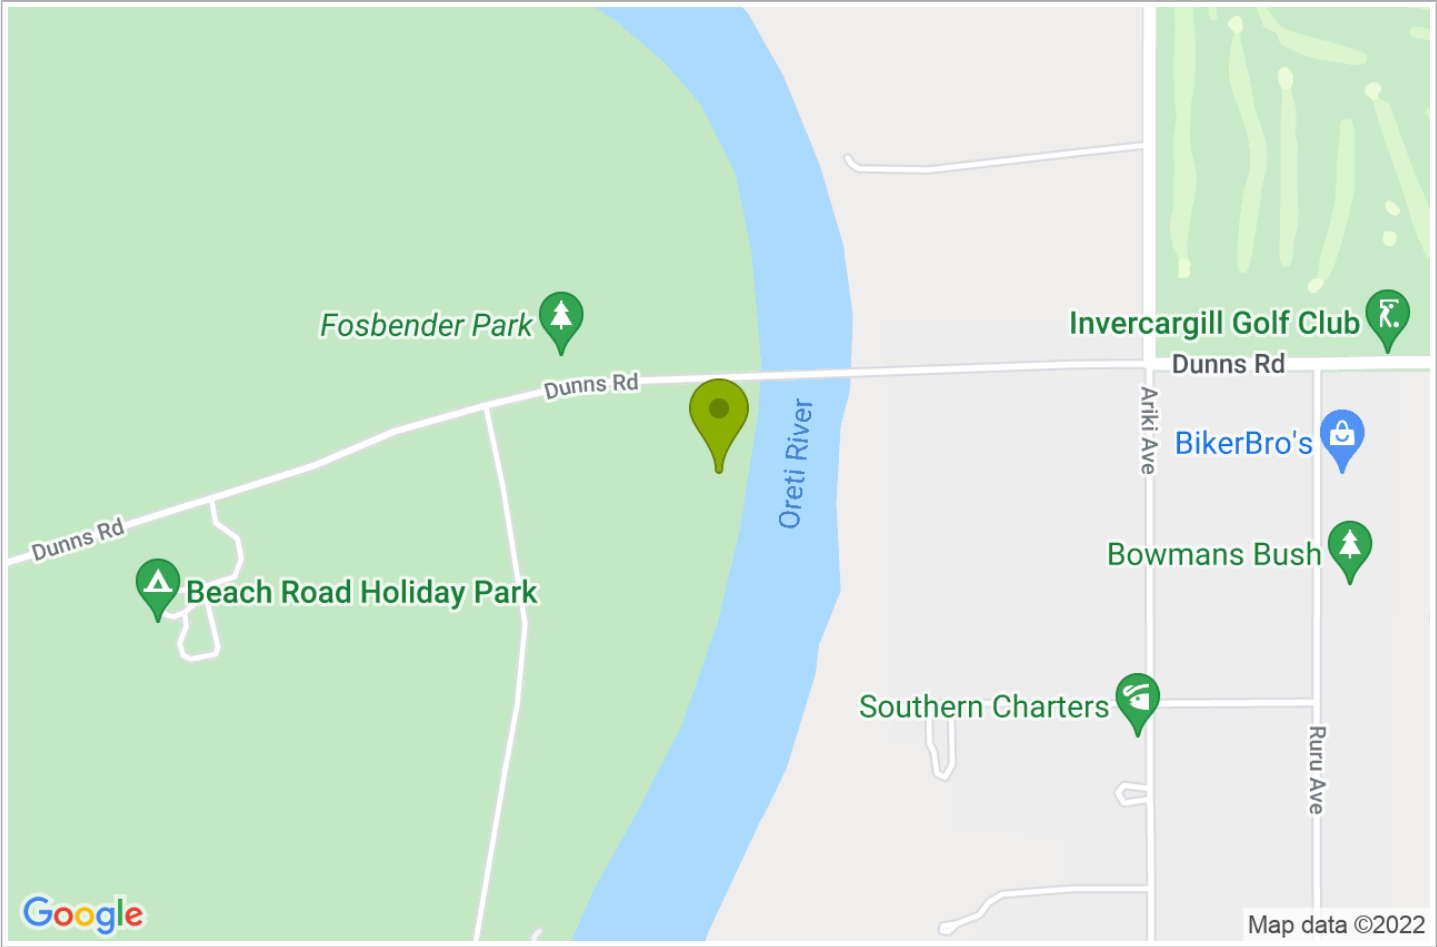 Fosbender Park
Invercargill Golf Club
Dunns Rd
Dunns Rd
Ariki Ave
Oreti River
BikerBro's
Dunns Rd
Bowmans Bush
Beach Road Holiday Park
Southern Charters
Ruru Ave
Google
Map data ©2022